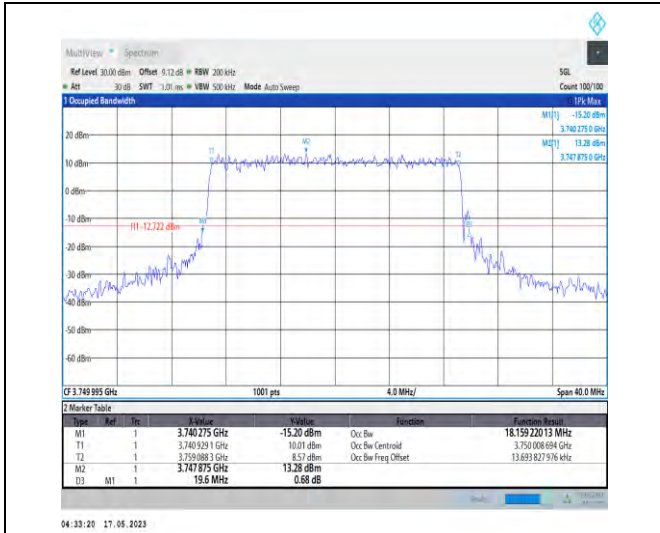 MultiView Spectrum
Ref Level 30.00 dBm Offset 9.12 dB RBW 200 kHz SGL
Att 30 dB SWT 1.01 ms VBW 500 kHz Mode Auto Sweep Count 100/100
1 Occupied Bandwidth 1Pk Max
M1[1] -15.20 dBm
3.740 275 0 GHz
M2[1] 13.28 dBm
3.747 875 0 GHz
20 dBm
M2
T1 T2
10 dBm
0 dBm
-10 dBm
H1 -12.722 dBm
-20 dBm
-30 dBm
-40 dBm
-50 dBm
-60 dBm
CF 3.749 995 GHz 1001 pts 4.0 MHz/ Span 40.0 MHz
2 Marker Table
Type Ref Trc X-Value Y-Value Function Function Result
M1 1 3.740 275 GHz -15.20 dBm Occ Bw 18.159 220 13 MHz
T1 1 3.740 929 1 GHz 10.01 dBm Occ Bw Centroid 3.750 008 694 GHz
T2 1 3.759 088 3 GHz 8.57 dBm Occ Bw Freq Offset 13.693 827 976 kHz
M2 1 3.747 875 GHz 13.28 dBm
D3 M1 1 19.6 MHz 0.68 dB
04:33:20 17.05.2023